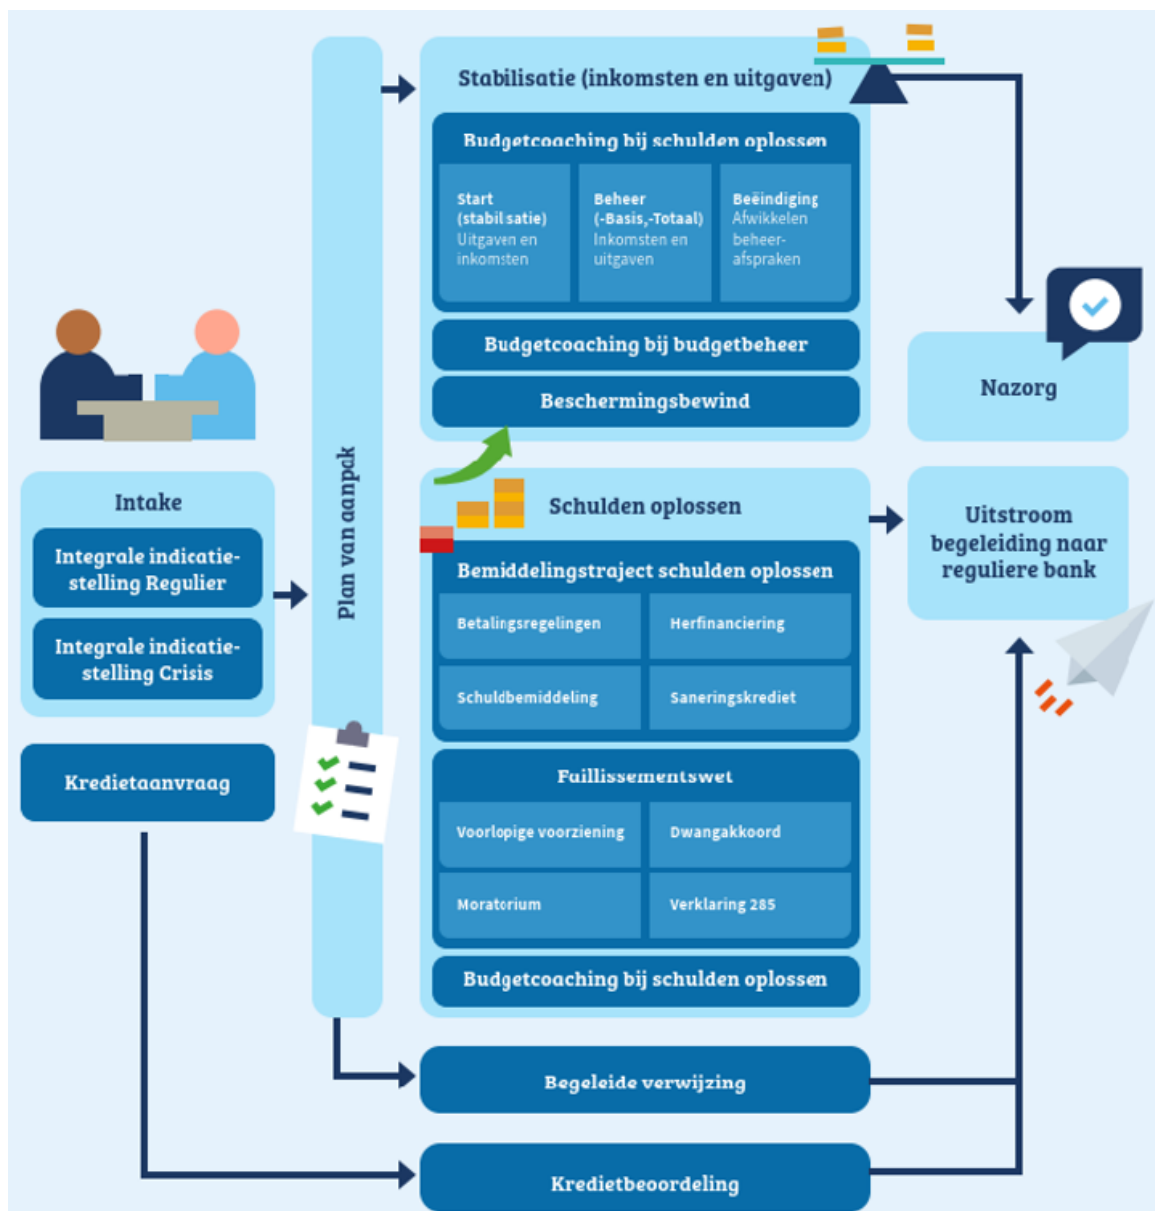 Stabilisatie (inkomsten en uitgaven)
Budgetcoaching bij schulden oplossen
Start
(stabilisatie)
Uitgaven en
inkomsten
Beheer
(-Basis,-Totaal)
Inkomsten en
uitgaven
Beëindiging
Afwikkelen
beheer-
afspraken
Budgetcoaching bij budgetbeheer
Beschermingsbewind
Nazorg
Intake
Integrale indicatie-
stelling Regulier
Integrale indicatie-
stelling Crisis
Kredietaanvraag
Plan van aanpak
Schulden oplossen
Bemiddelingstraject schulden oplossen
Betalingsregelingen
Herfinanciering
Schuldbemiddeling
Saneringskrediet
Faillissementswet
Voorlopige voorziening
Dwangakkoord
Moratorium
Verklaring 285
Budgetcoaching bij schulden oplossen
Uitstroom
begeleiding naar
reguliere bank
Begeleide verwijzing
Kredietbeoordeling